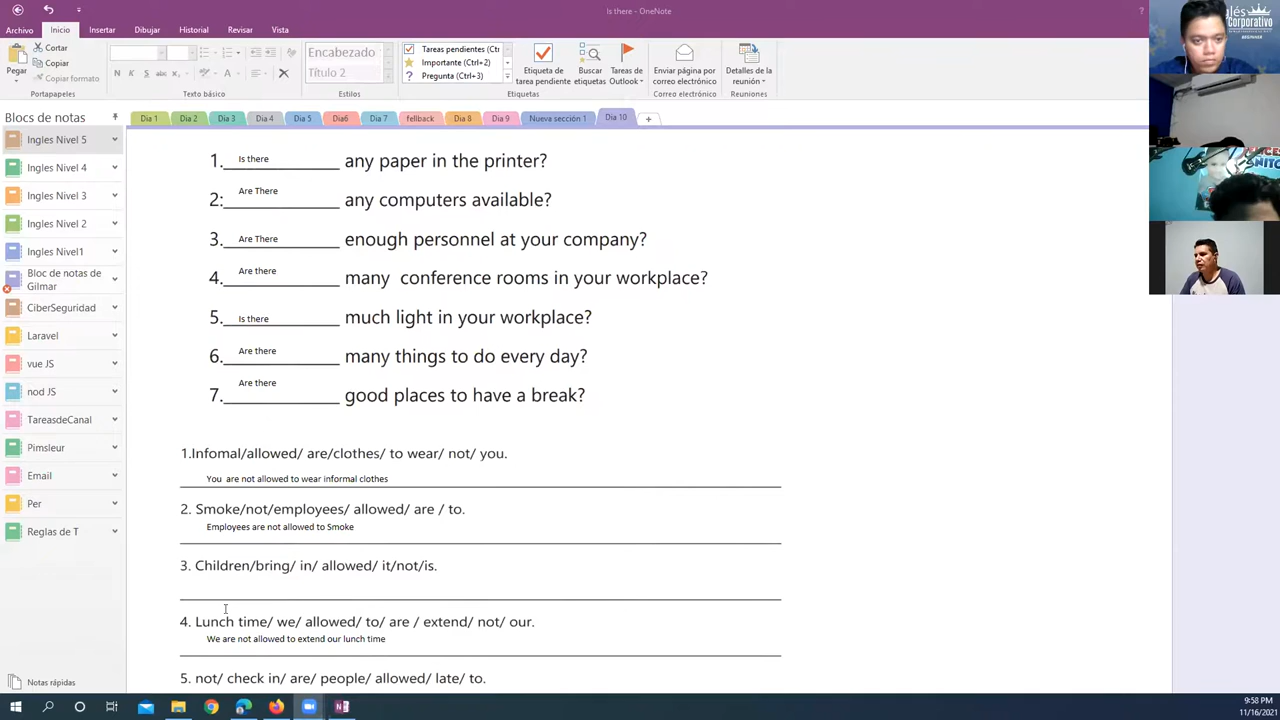 Is there - OneNote
?
Archivo Inicio Insertar Dibujar Historial Revisar Vista
Corporativo
BEGINNER
Pegar
Cortar
Copiar
Copiar formato
Portapapeles
N K S abc x₂ A
Texto básico
Encabezado
Título 2
Estilos
Tareas pendientes (Ctr
Importante (Ctrl+2)
Pregunta (Ctrl+3)
Etiqueta de
tarea pendiente
Buscar
etiquetas
Tareas de
Outlook
Etiquetas
Enviar página por
correo electrónico
Correo electrónico
Detalles de la
reunión
Reuniones
Dia 1 Dia 2 Dia 3 Dia 4 Dia 5 Dia6 Dia 7 fellback Dia 8 Dia 9 Nueva sección 1 Dia 10 +
Blocs de notas
Ingles Nivel 5
Ingles Nivel 4
Ingles Nivel 3
Ingles Nivel 2
Ingles Nivel1
Bloc de notas de
Gilmar
CiberSeguridad
Laravel
vue JS
nod JS
TareasdeCanal
Pimsleur
Email
Per
Reglas de T
Notas rápidas
1. Is there any paper in the printer?
2: Are There any computers available?
3. Are There enough personnel at your company?
4. Are there many conference rooms in your workplace?
5. Is there much light in your workplace?
6. Are there many things to do every day?
7. Are there good places to have a break?
1.Infomal/allowed/ are/clothes/ to wear/ not/ you.
You are not allowed to wear informal clothes
2. Smoke/not/employees/ allowed/ are / to.
Employees are not allowed to Smoke
3. Children/bring/ in/ allowed/ it/not/is.
4. Lunch time/ we/ allowed/ to/ are / extend/ not/ our.
We are not allowed to extend our lunch time
5. not/ check in/ are/ people/ allowed/ late/ to.
9:58 PM
11/16/2021